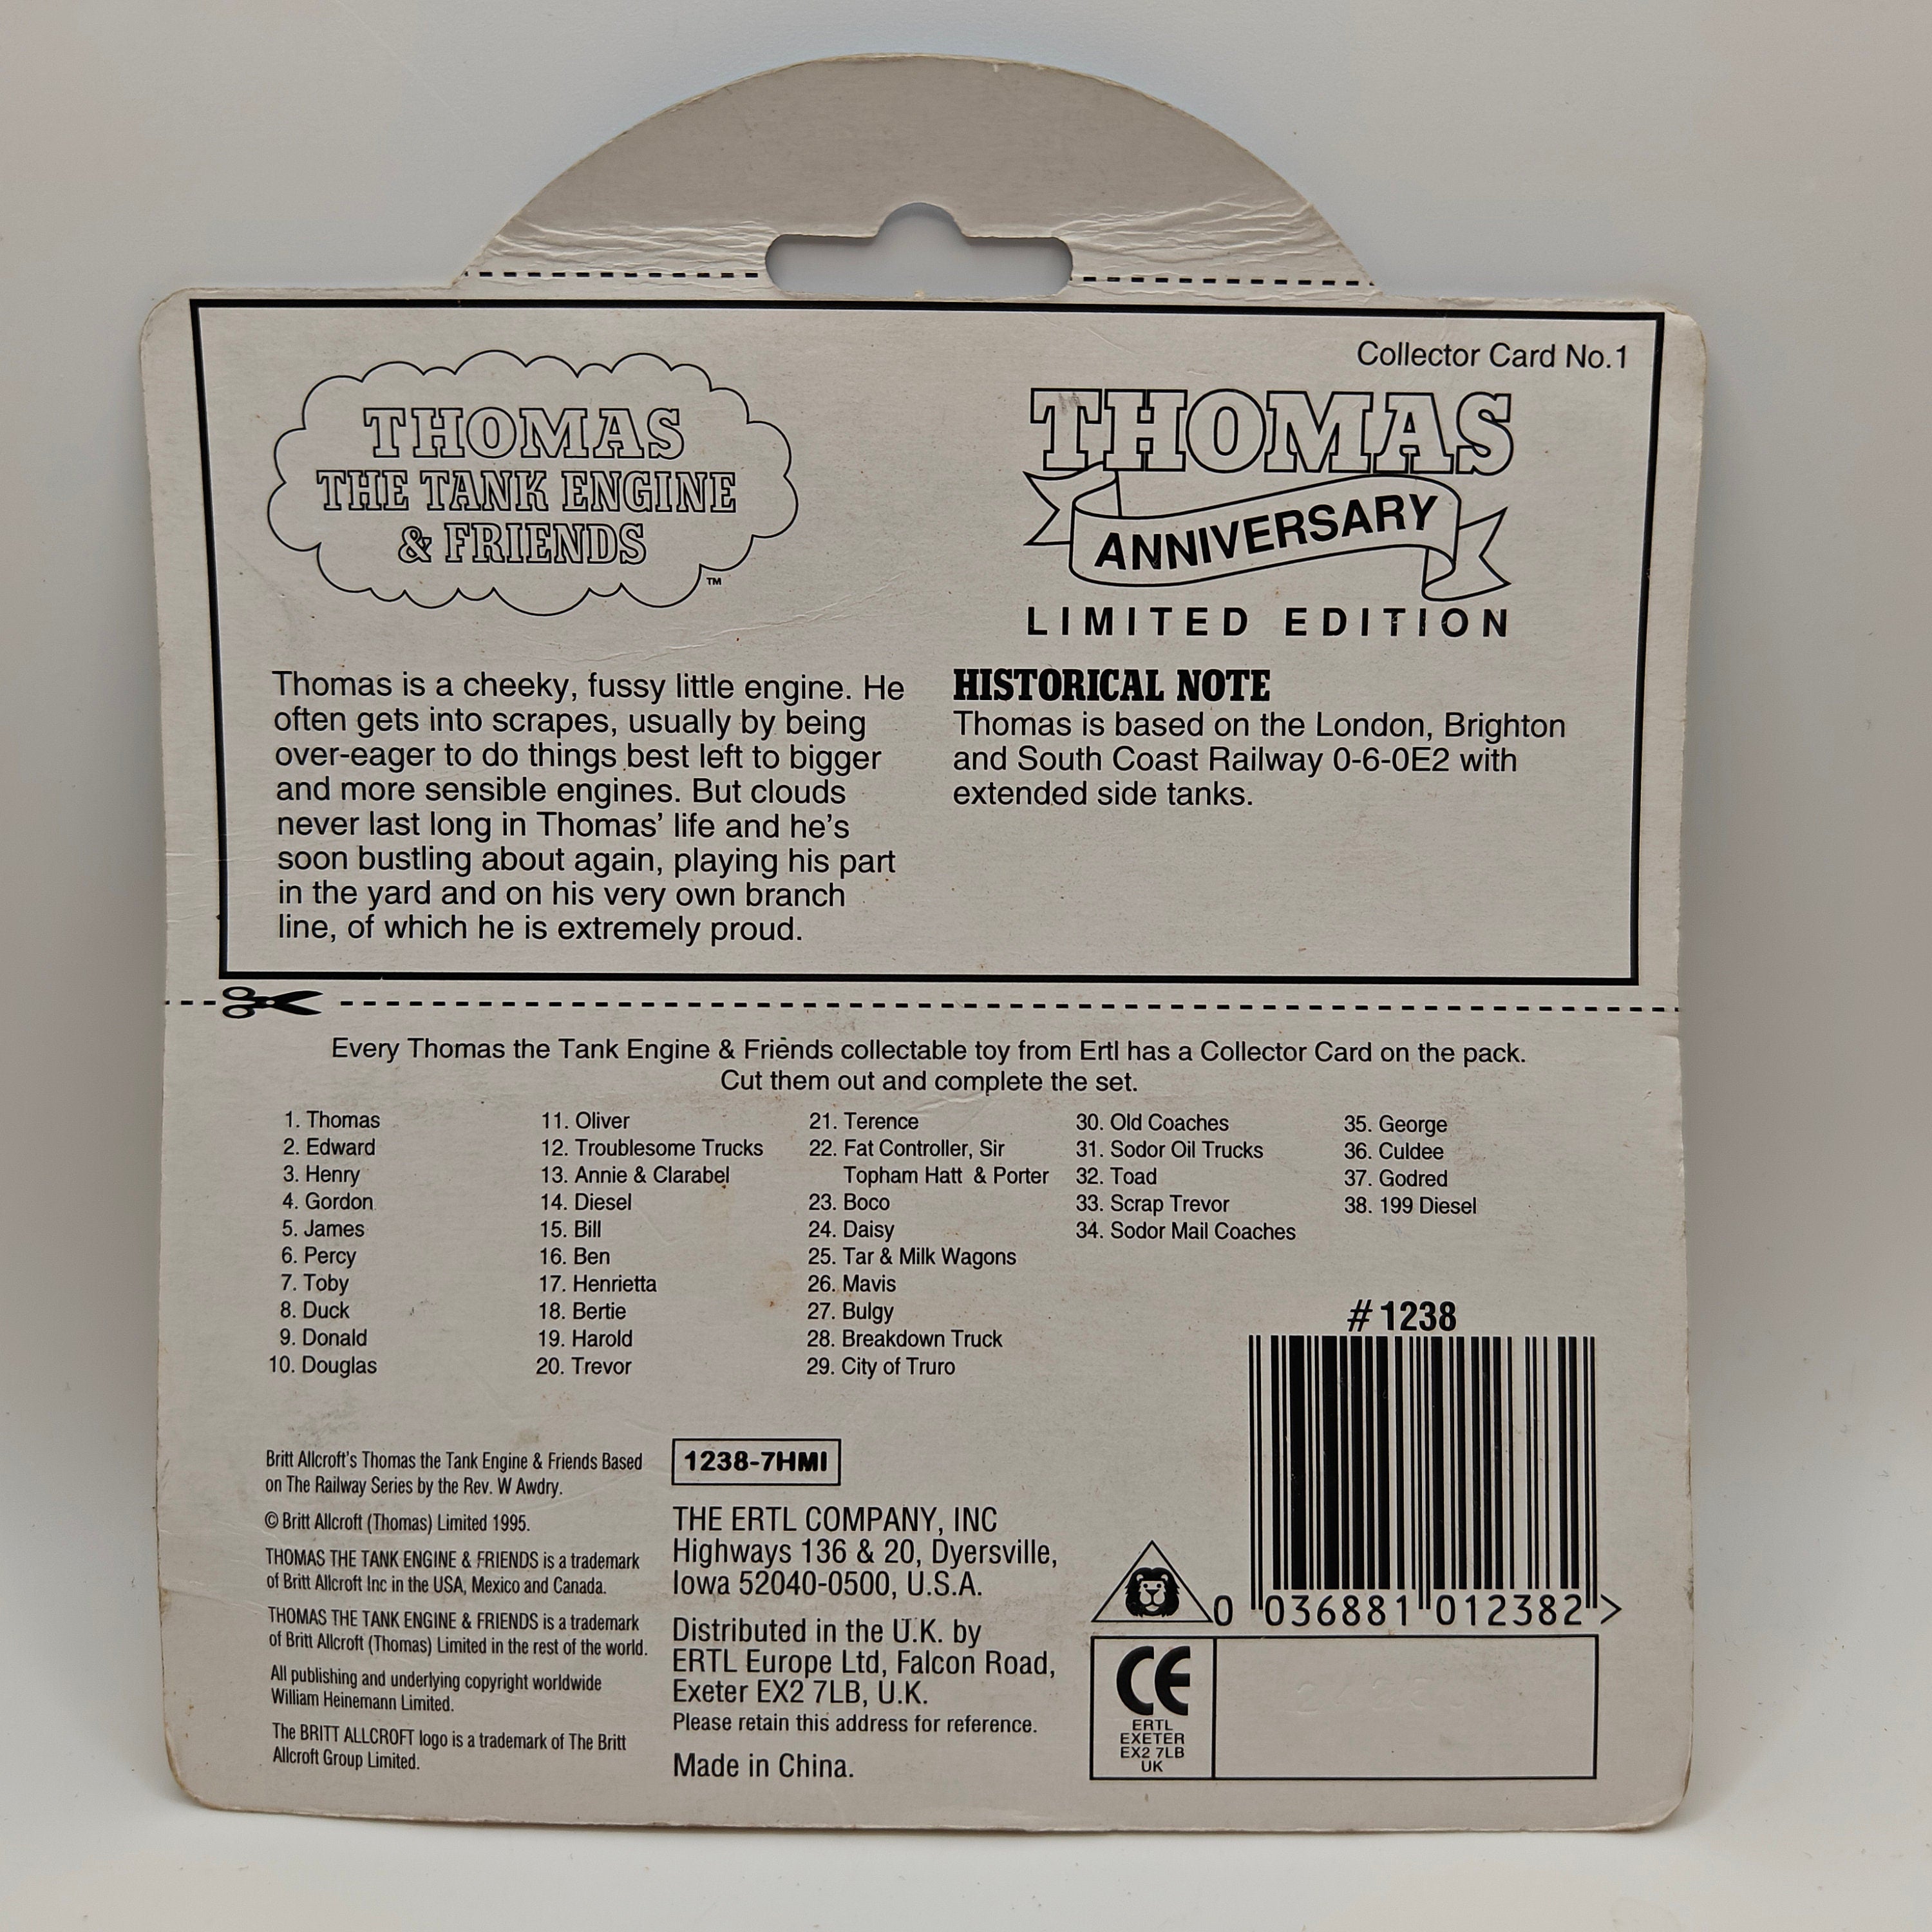 Collector Card No.1
THOMAS
THE TANK ENGINE
& FRIENDS
™
THOMAS
ANNIVERSARY
LIMITED EDITION
Thomas is a cheeky, fussy little engine. He
often gets into scrapes, usually by being
over-eager to do things best left to bigger
and more sensible engines. But clouds
never last long in Thomas' life and he's
soon bustling about again, playing his part
in the yard and on his very own branch
line, of which he is extremely proud.
HISTORICAL NOTE
Thomas is based on the London, Brighton
and South Coast Railway 0-6-0E2 with
extended side tanks.
Every Thomas the Tank Engine & Friends collectable toy from Ertl has a Collector Card on the pack.
Cut them out and complete the set.
1. Thomas
2. Edward
3. Henry
4. Gordon
5. James
6. Percy
7. Toby
8. Duck
9. Donald
10. Douglas
11. Oliver
12. Troublesome Trucks
13. Annie & Clarabel
14. Diesel
15. Bill
16. Ben
17. Henrietta
18. Bertie
19. Harold
20. Trevor
21. Terence
22. Fat Controller, Sir
Topham Hatt & Porter
23. Boco
24. Daisy
25. Tar & Milk Wagons
26. Mavis
27. Bulgy
28. Breakdown Truck
29. City of Truro
30. Old Coaches
31. Sodor Oil Trucks
32. Toad
33. Scrap Trevor
34. Sodor Mail Coaches
35. George
36. Culdee
37. Godred
38. 199 Diesel
Britt Allcroft's Thomas the Tank Engine & Friends Based
on The Railway Series by the Rev. W Awdry.
© Britt Allcroft (Thomas) Limited 1995.
THOMAS THE TANK ENGINE & FRIENDS is a trademark
of Britt Allcroft Inc in the USA, Mexico and Canada.
THOMAS THE TANK ENGINE & FRIENDS is a trademark
of Britt Allcroft (Thomas) Limited in the rest of the world.
All publishing and underlying copyright worldwide
William Heinemann Limited.
The BRITT ALLCROFT logo is a trademark of The Britt
Allcroft Group Limited.
1238-7HMI
THE ERTL COMPANY, INC
Highways 136 & 20, Dyersville,
Iowa 52040-0500, U.S.A.
Distributed in the U.K. by
ERTL Europe Ltd, Falcon Road,
Exeter EX2 7LB, U.K.
Please retain this address for reference.
Made in China.
#1238
0 036881 012382 >
CE
ERTL
EXETER
EX2 7LB
UK